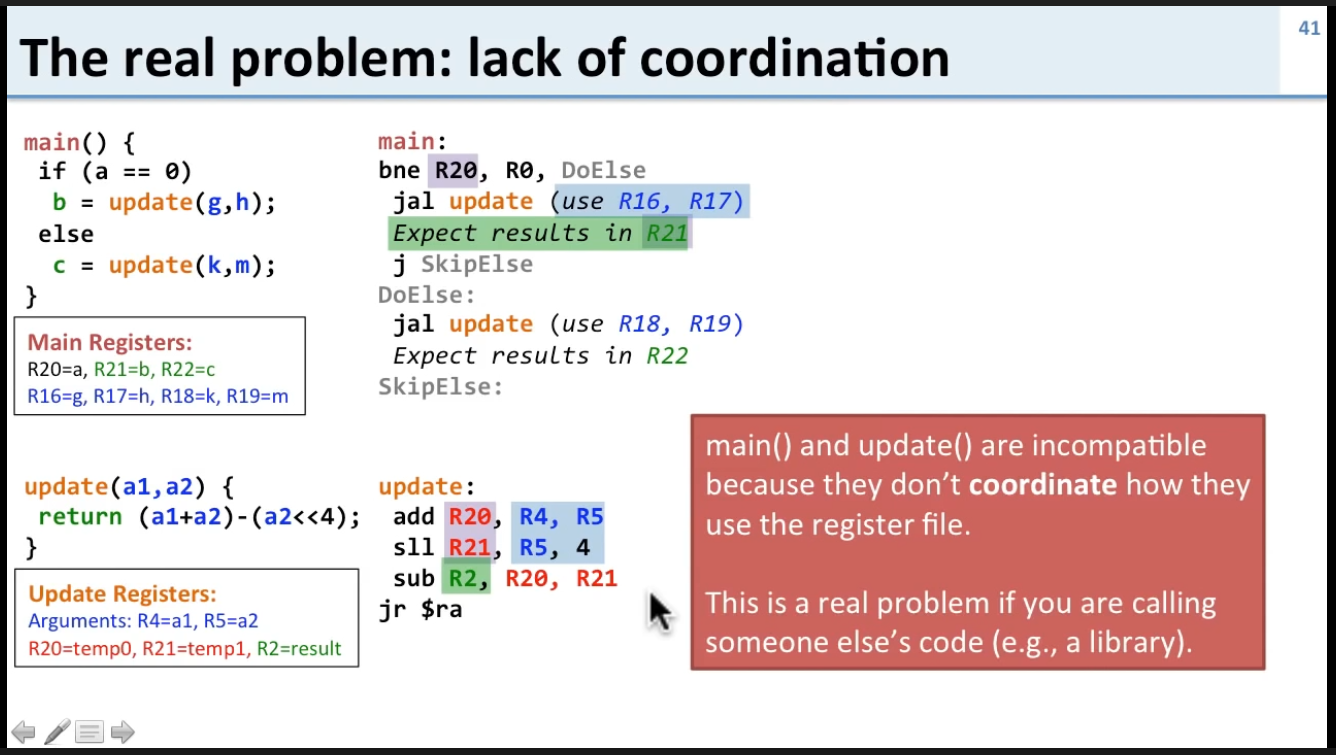 41
The real problem: lack of coordination
main() {
if (a == 0)
b = update(g,h);
else
c = update(k,m);
}
Main Registers:
R20=a, R21=b, R22=c
R16=g, R17=h, R18=k, R19=m
main:
bne R20, R0, DoElse
jal update (use R16, R17)
Expect results in R21
j SkipElse
DoElse:
jal update (use R18, R19)
Expect results in R22
SkipElse:
update(a1,a2) {
return (a1+a2)-(a2<<4);
}
Update Registers:
Arguments: R4=a1, R5=a2
R20=temp0, R21=temp1, R2=result
update:
add R20, R4, R5
sll R21, R5, 4
sub R2, R20, R21
jr $ra
main() and update() are incompatible
because they don’t coordinate how they
use the register file.
This is a real problem if you are calling
someone else’s code (e.g., a library).